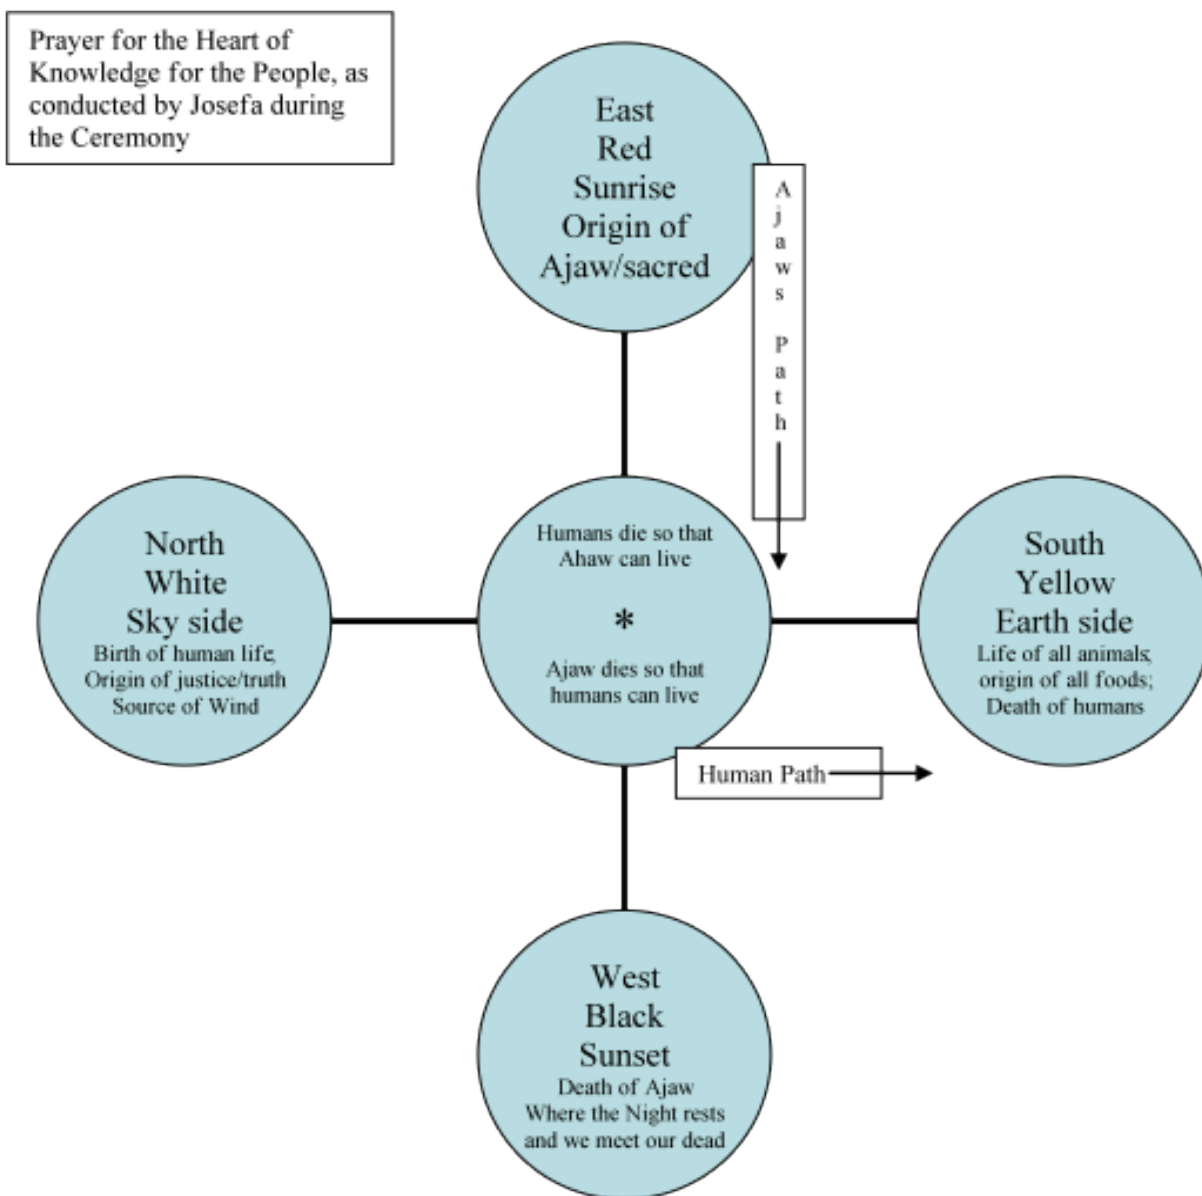 Prayer for the Heart of
Knowledge for the People, as
conducted by Josefa during
the Ceremony
East
Red
Sunrise
Origin of
Ajaw/sacred
Ajaws Path
North
White
Sky side
Birth of human life,
Origin of justice/truth
Source of Wind
Humans die so that
Ahaw can live
*
Ajaw dies so that
humans can live
South
Yellow
Earth side
Life of all animals,
origin of all foods;
Death of humans
Human Path
West
Black
Sunset
Death of Ajaw
Where the Night rests
and we meet our dead